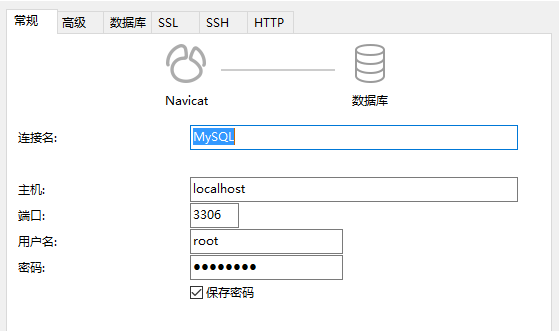 常规 高级 数据库 SSL SSH HTTP
Navicat 数据库
连接名: MySQL
主机: localhost
端口: 3306
用户名: root
密码: ●●●●●●●●
保存密码